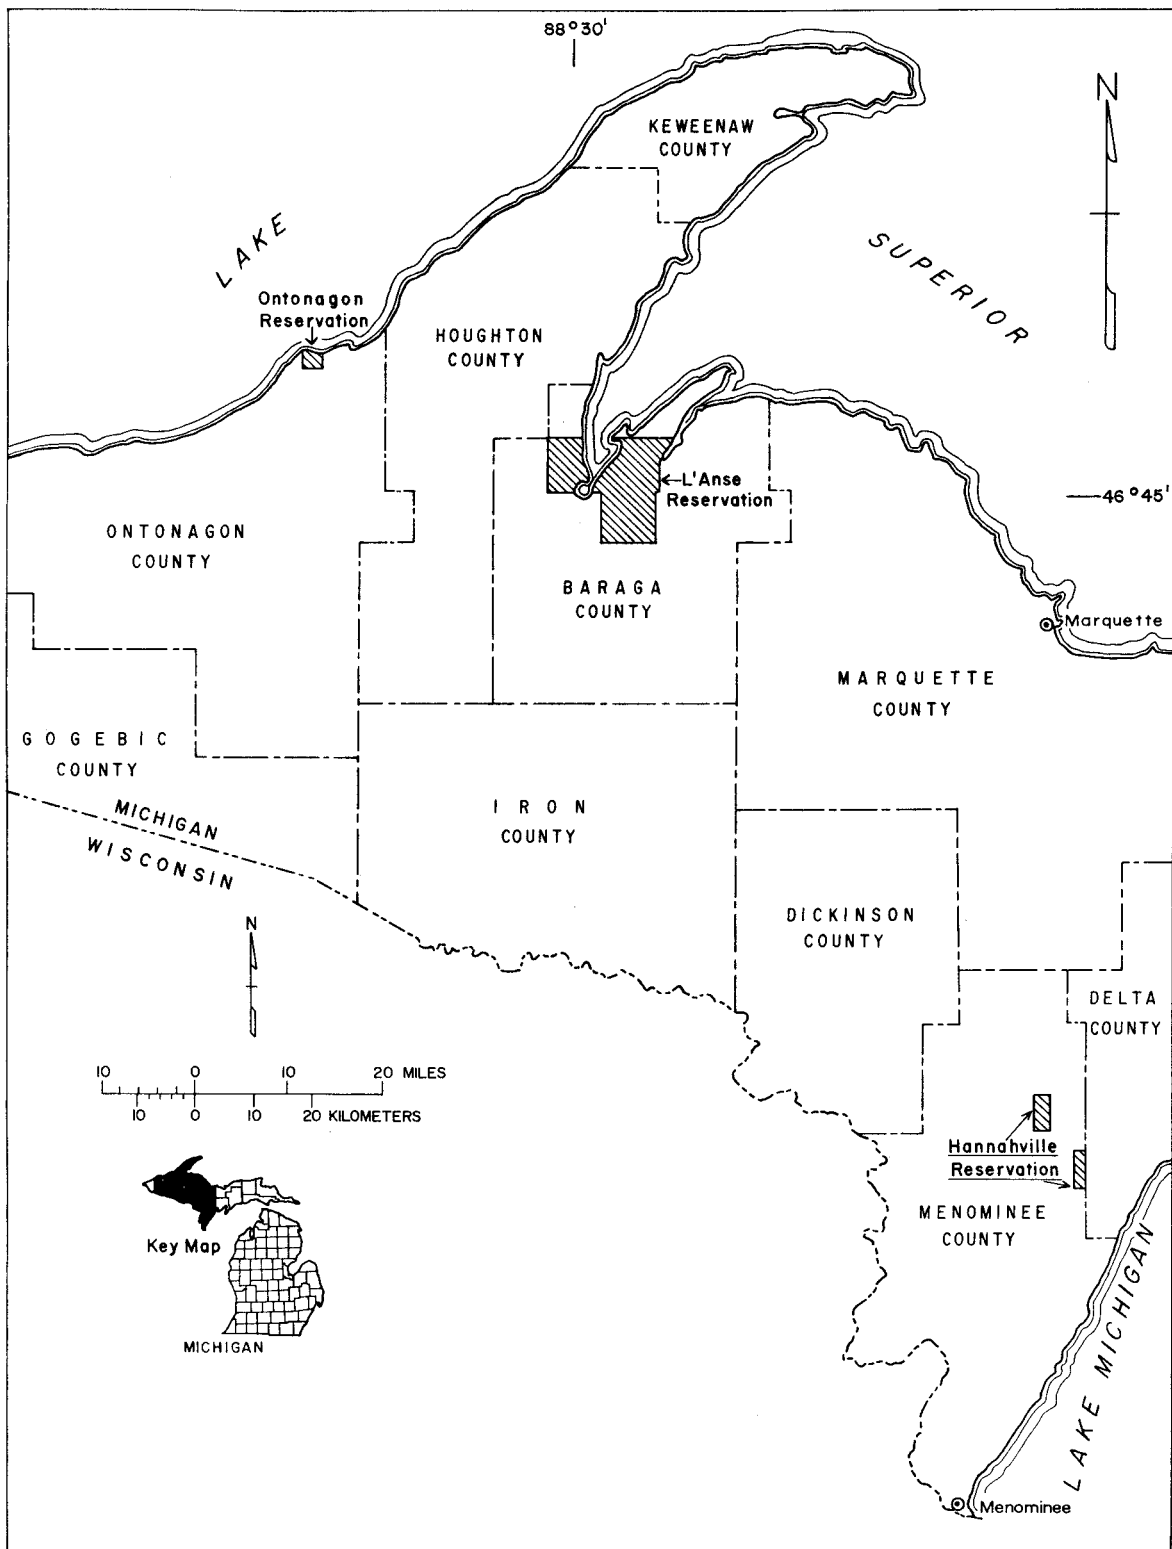 88°30'
N
KEWEENAW
COUNTY
LAKE
SUPERIOR
Ontonagon
Reservation
HOUGHTON
COUNTY
L'Anse
Reservation
46°45'
ONTONAGON
COUNTY
BARAGA
COUNTY
Marquette
MARQUETTE
COUNTY
GOGEBIC
COUNTY
MICHIGAN
WISCONSIN
IRON
COUNTY
DICKINSON
COUNTY
N
DELTA
COUNTY
10 0 10 20 MILES
10 0 10 20 KILOMETERS
Hannahville
Reservation
MENOMINEE
COUNTY
Key Map
MICHIGAN
LAKE MICHIGAN
Menominee